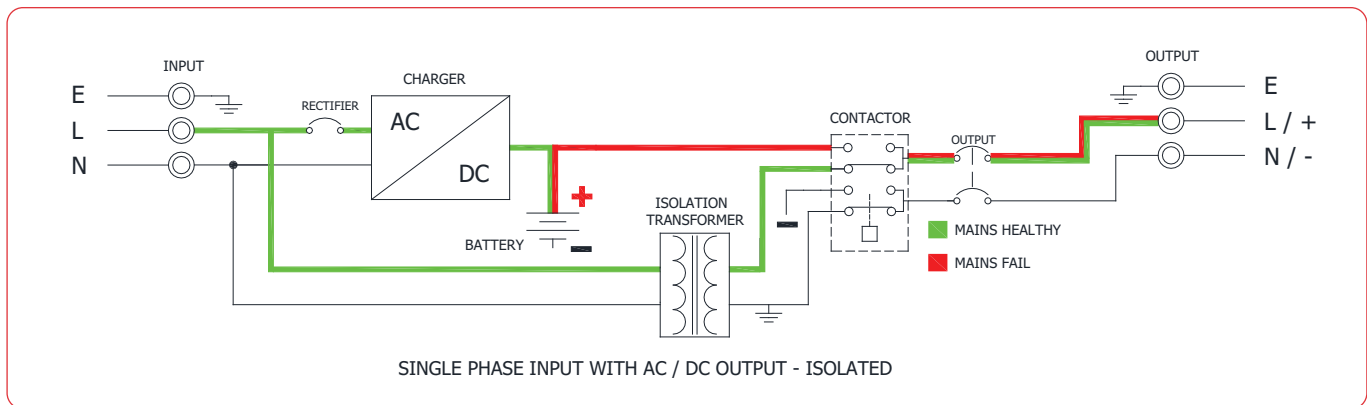 INPUT
OUTPUT
E
L
N
RECTIFIER
CHARGER
AC
DC
+
-
BATTERY
ISOLATION
TRANSFORMER
CONTACTOR
-
OUTPUT
E
L / +
N / -
MAINS HEALTHY
MAINS FAIL
SINGLE PHASE INPUT WITH AC / DC OUTPUT - ISOLATED